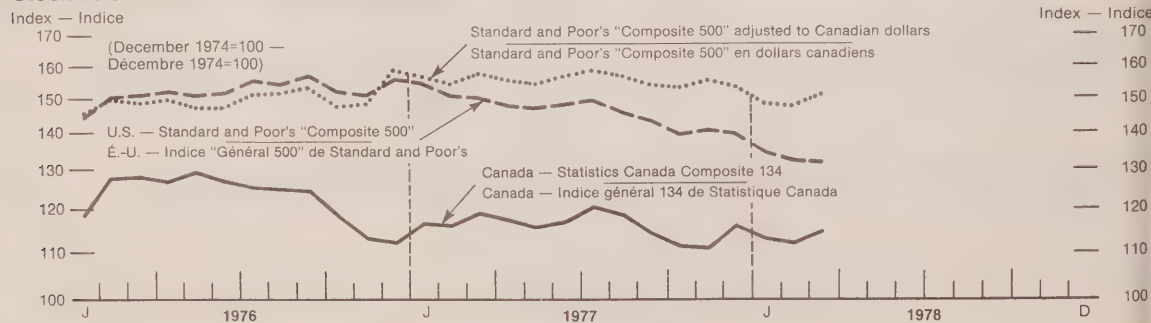 Index — Indice
Index — Indice
170
160
150
140
130
120
110
100
(December 1974=100 —
Décembre 1974=100)
Standard and Poor's "Composite 500" adjusted to Canadian dollars
Standard and Poor's "Composite 500" en dollars canadiens
U.S. — Standard and Poor's "Composite 500"
É.-U. — Indice "Général 500" de Standard and Poor's
Canada — Statistics Canada Composite 134
Canada — Indice général 134 de Statistique Canada
170
160
150
140
130
120
110
100
J 1976 J 1977 J 1978 D